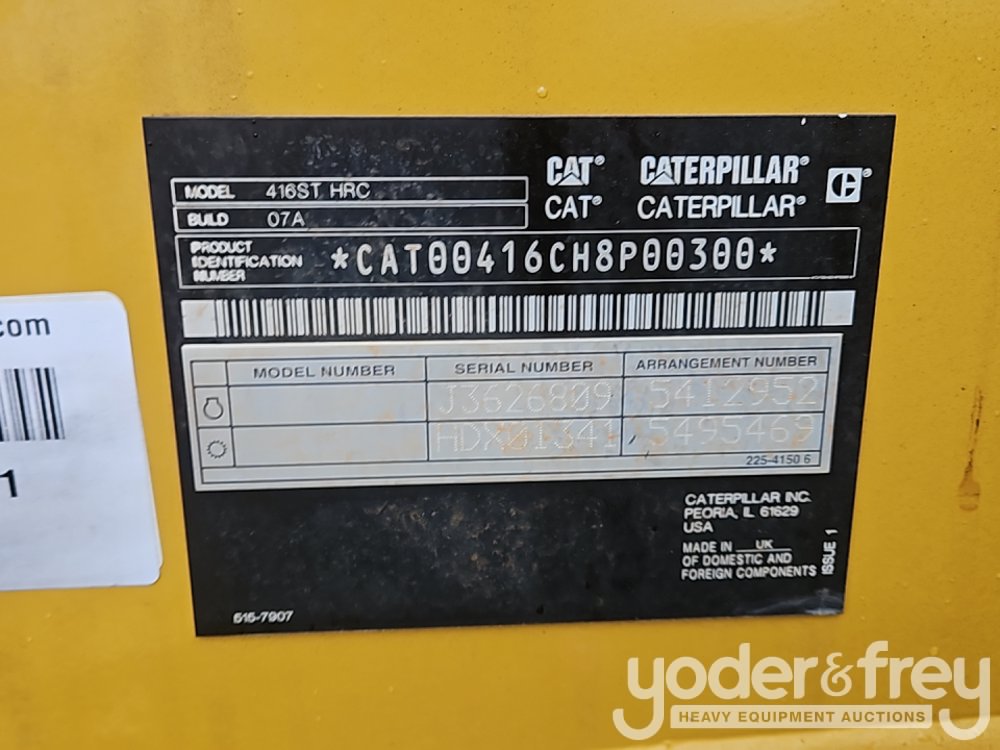 MODEL 416ST HRC
BUILD 07A
CAT® CATERPILLAR®
CAT® CATERPILLAR®
PRODUCT
IDENTIFICATION
NUMBER
*CAT00416CH8P00300*
MODEL NUMBER SERIAL NUMBER ARRANGEMENT NUMBER
J3626809 5412952
HDX01341 5495469
225-4150 6
CATERPILLAR INC.
PEORIA, IL 61629
USA
MADE IN UK
OF DOMESTIC AND
FOREIGN COMPONENTS
ISSUE 1
515-7907
com
1
yoder&frey
HEAVY EQUIPMENT AUCTIONS